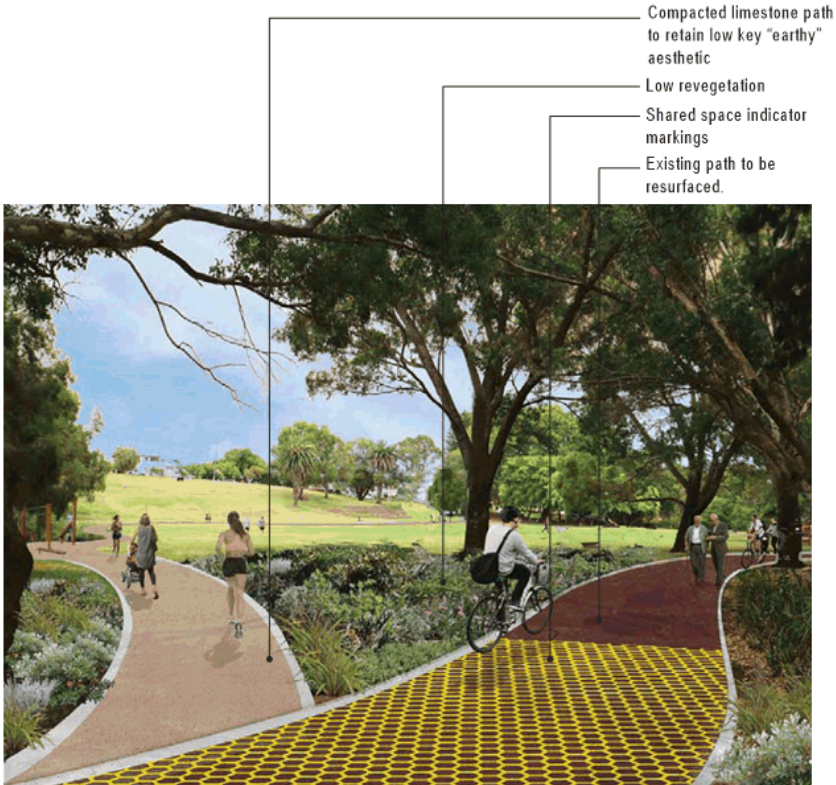 Compacted limestone path
to retain low key "earthy"
aesthetic
Low revegetation
Shared space indicator
markings
Existing path to be
resurfaced.